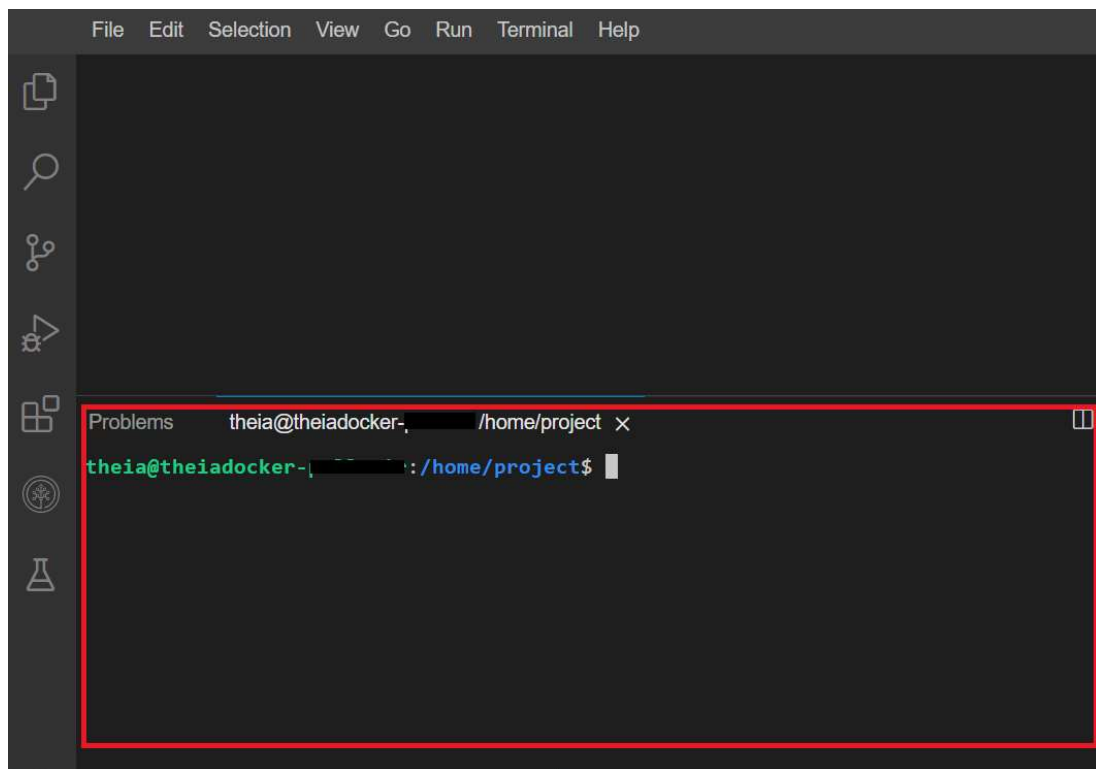 File Edit Selection View Go Run Terminal Help
Problems theia@theiadocker- /home/project
theia@theiadocker- :/home/project$